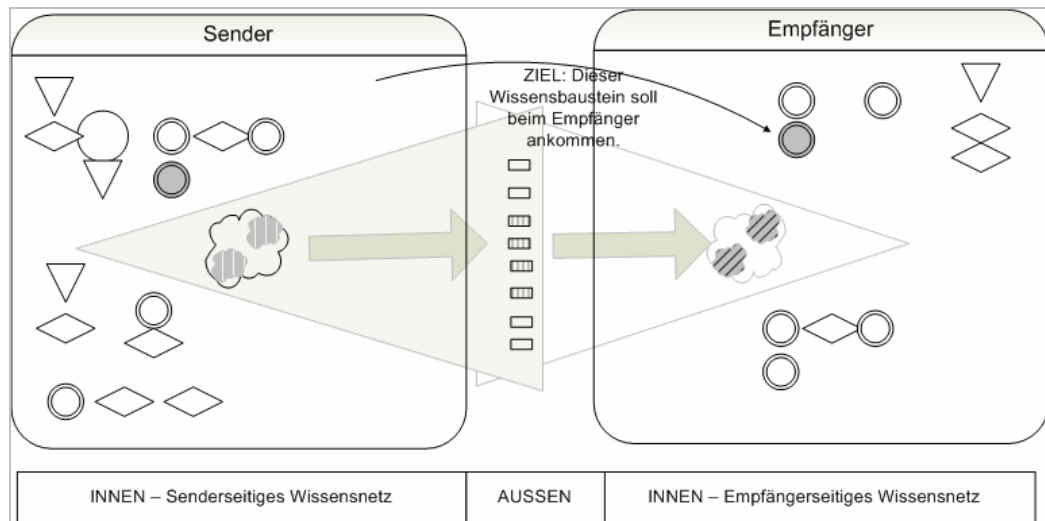 Sender
Empfänger
ZIEL: Dieser
Wissensbaustein soll
beim Empfänger
ankommen.
INNEN – Senderseitiges Wissensnetz
AUSSEN
INNEN – Empfängerseitiges Wissensnetz